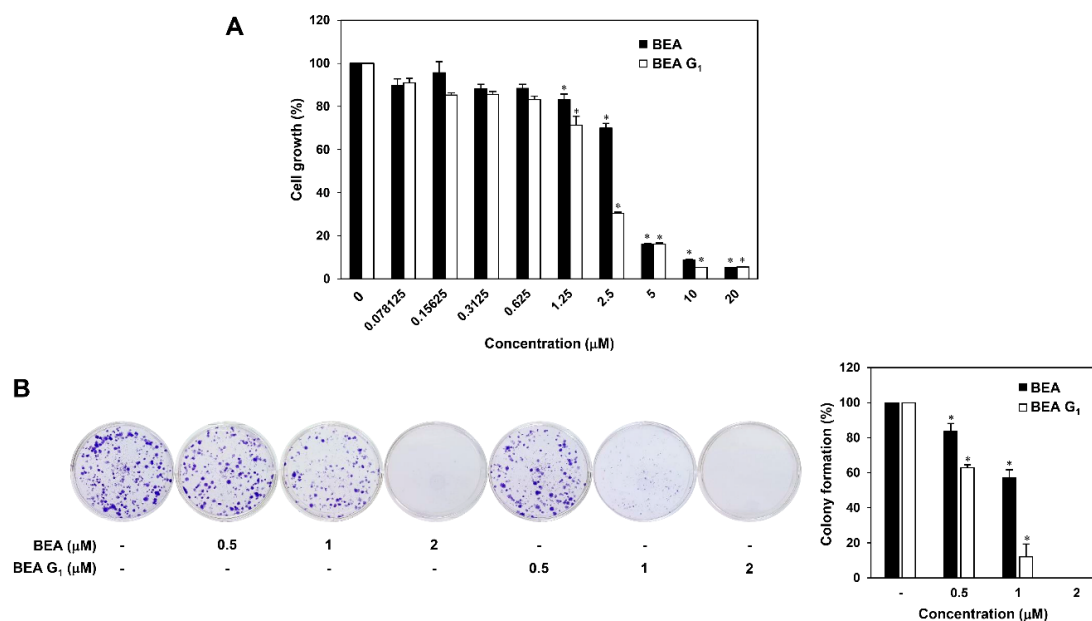 A
120
100
80
60
40
20
0
Cell growth (%)
BEA
BEA G₁
*
*
*
*
* *
* *
* *
0
0.078125
0.15625
0.3125
0.625
1.25
2.5
5
10
20
Concentration (μM)
B
BEA (μM) - 0.5 1 2 - - -
BEA G₁ (μM) - - - - 0.5 1 2
120
100
80
60
40
20
0
Colony formation (%)
BEA
BEA G₁
*
*
*
*
- 0.5 1 2
Concentration (μM)